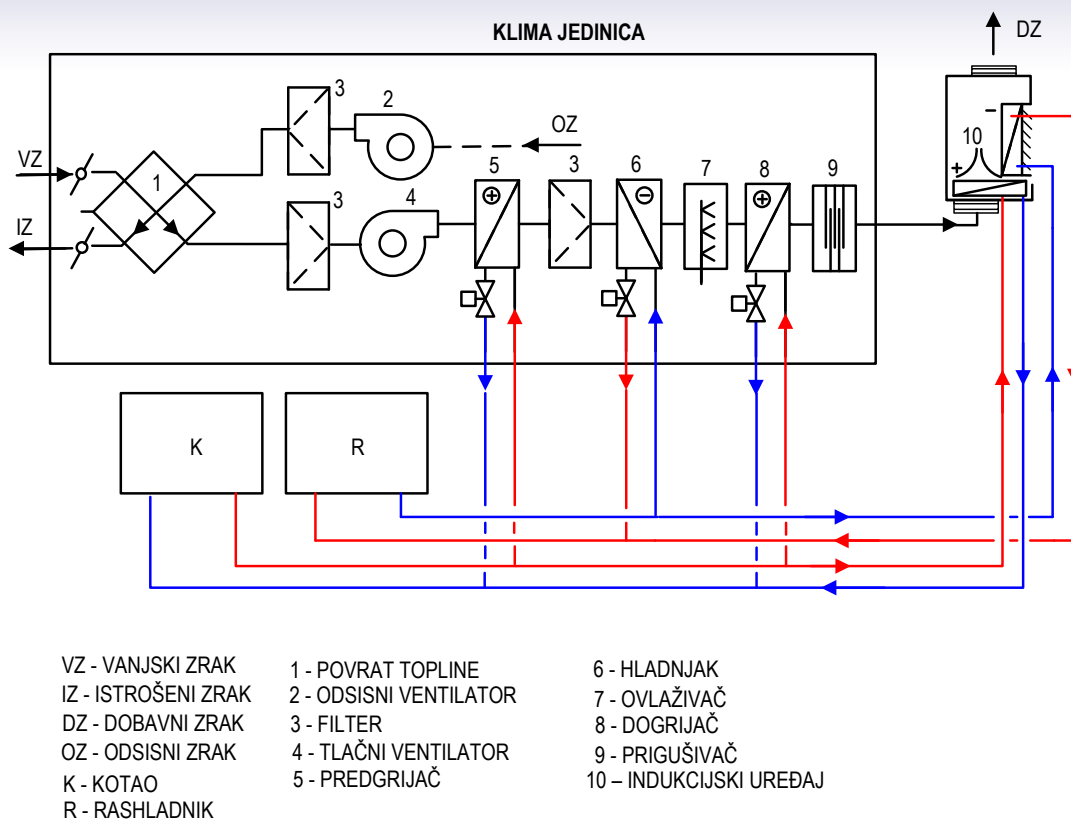 KLIMA JEDINICA
DZ
3
2
OZ
10
-
+
VZ
1
5
3
6
7
8
9
IZ
3
4
+
-
+
K
R
VZ - VANJSKI ZRAK
IZ - ISTROŠENI ZRAK
DZ - DOBAVNI ZRAK
OZ - ODSISNI ZRAK
K - KOTAO
R - RASHLADNIK
1 - POVRAT TOPLINE
2 - ODSISNI VENTILATOR
3 - FILTER
4 - TLAČNI VENTILATOR
5 - PREDGRIJAČ
6 - HLADNJAK
7 - OVLAŽIVAČ
8 - DOGRIJAČ
9 - PRIGUŠIVAČ
10 – INDUKCIJSKI UREĐAJ